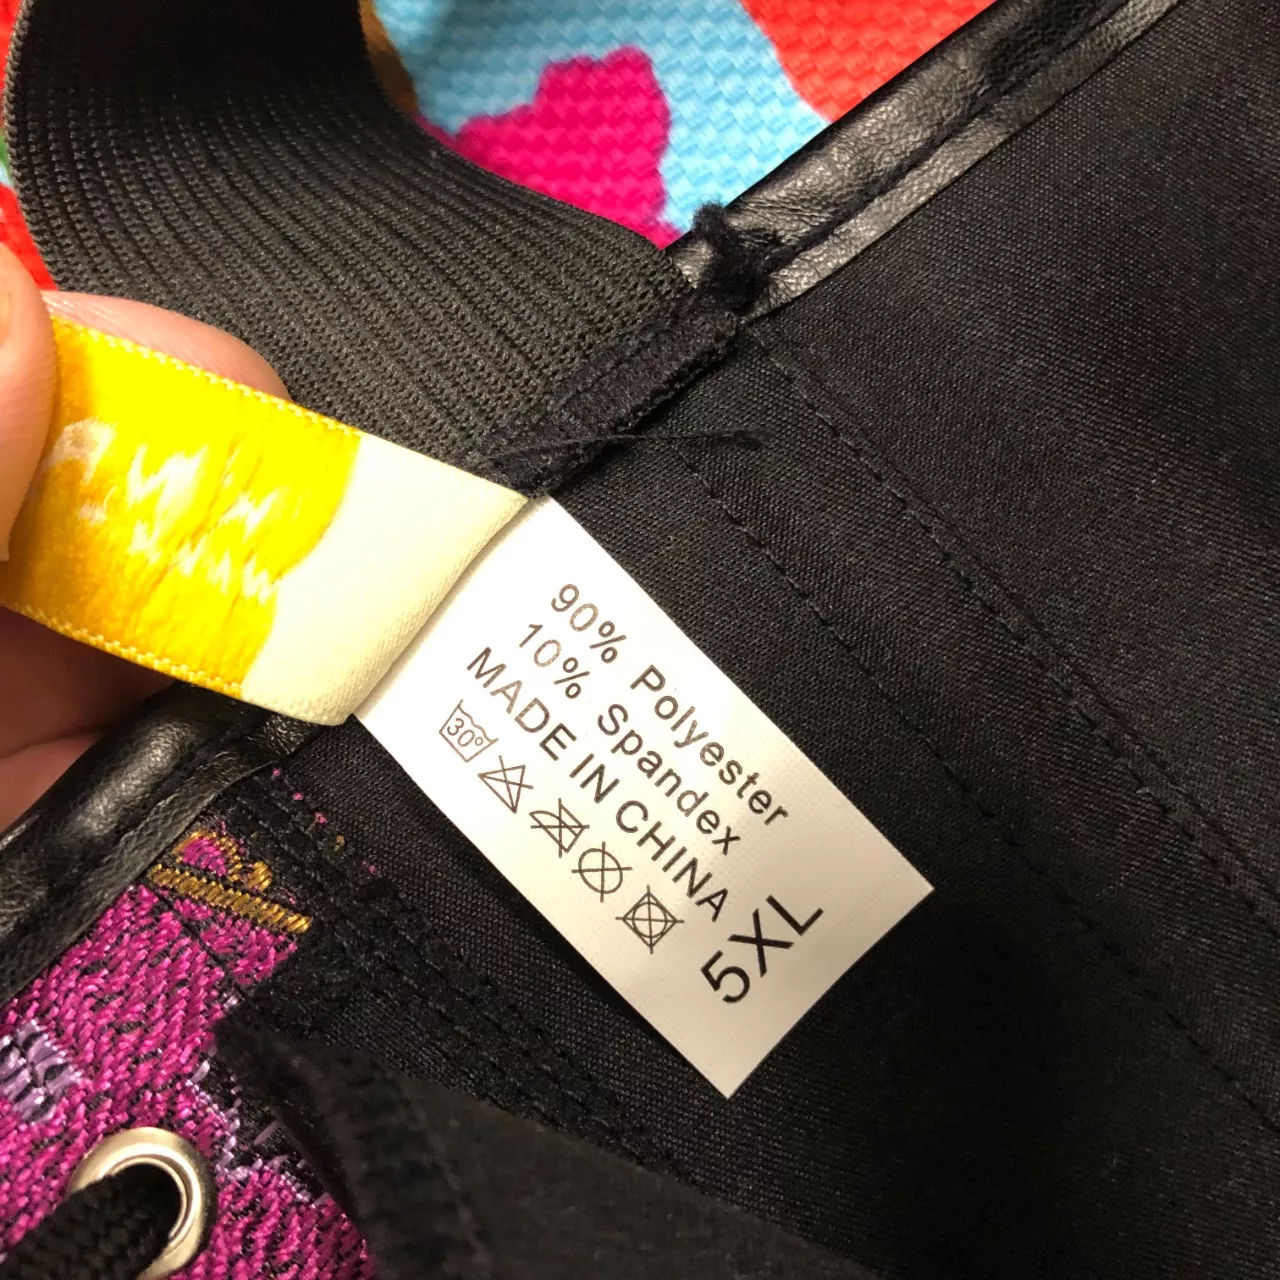 90% Polyester
10% Spandex
MADE IN CHINA
30°
5XL